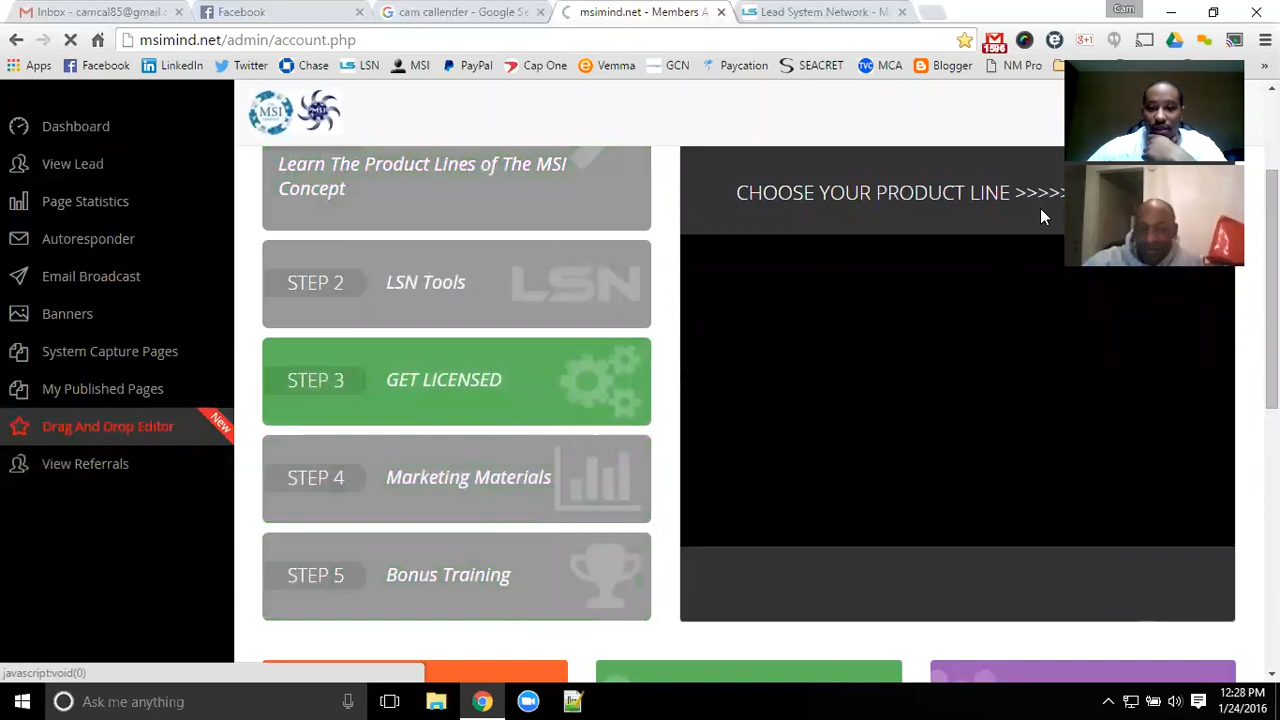 Inbox - camcal85@gmail.c
Facebook
cam callender - Google Se
msimind.net - Members A
Lead System Network - M
Cam
msimind.net/admin/account.php
1596
Apps
Facebook
LinkedIn
Twitter
Chase
LSN
MSI
PayPal
Cap One
Vemma
GCN
Paycation
SEACRET
MCA
Blogger
NM Pro
Dashboard
View Lead
Page Statistics
Autoresponder
Email Broadcast
Banners
System Capture Pages
My Published Pages
Drag And Drop Editor
New
View Referrals
MSI
Learn The Product Lines of The MSI
Concept
STEP 2 LSN Tools LSN
STEP 3 GET LICENSED
STEP 4 Marketing Materials
STEP 5 Bonus Training
CHOOSE YOUR PRODUCT LINE >>>>>
javascript:void(0)
Ask me anything
12:28 PM
1/24/2016